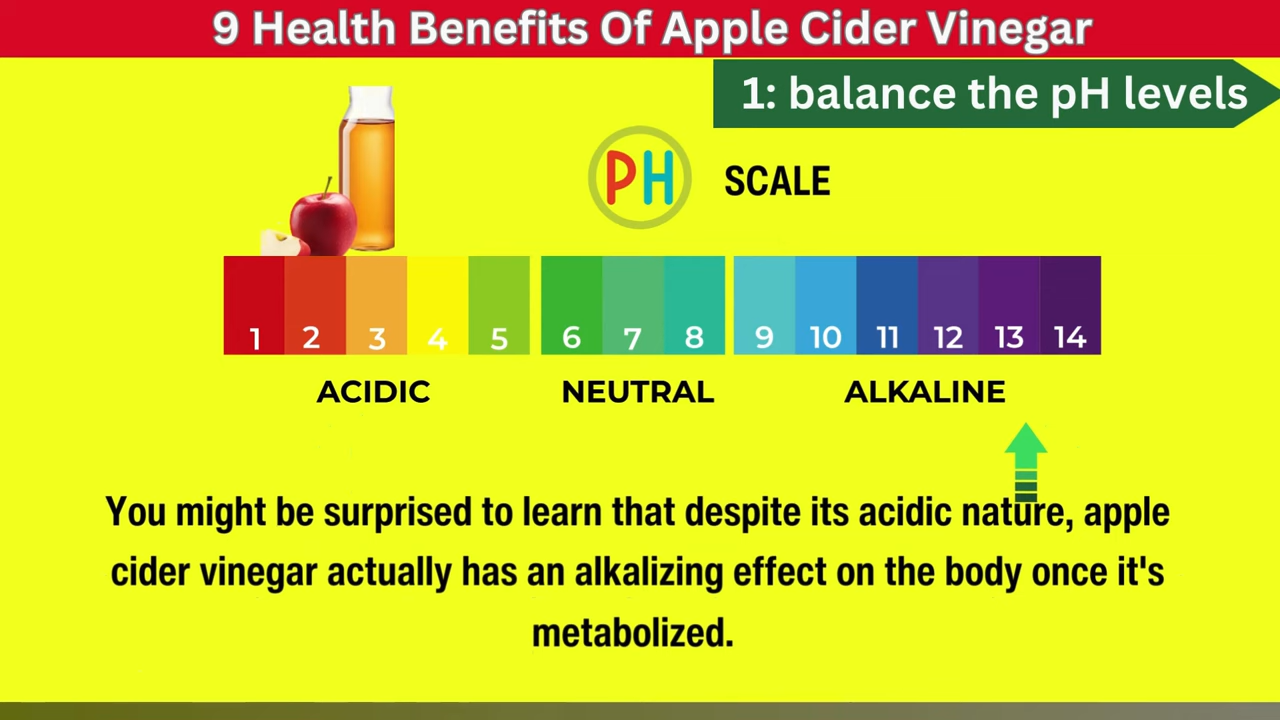 9 Health Benefits Of Apple Cider Vinegar
1: balance the pH levels
PH SCALE
1 2 3 4 5 6 7 8 9 10 11 12 13 14
ACIDIC NEUTRAL ALKALINE
You might be surprised to learn that despite its acidic nature, apple
cider vinegar actually has an alkalizing effect on the body once it's
metabolized.